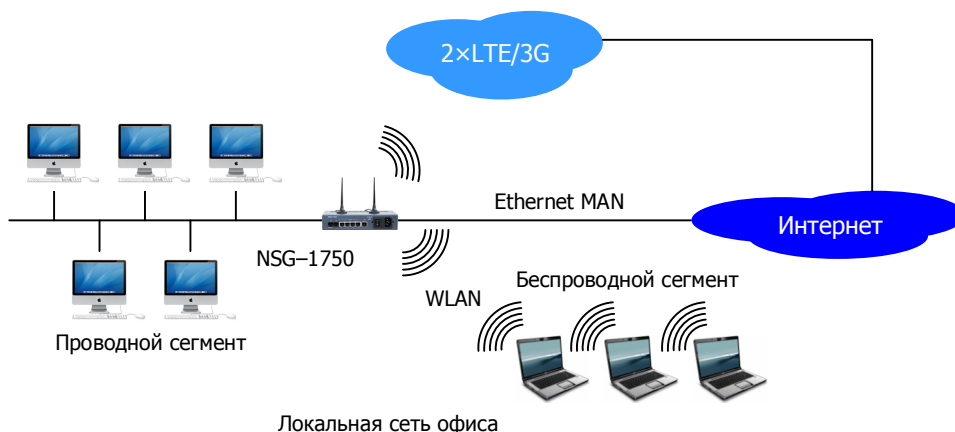 2×LTE/3G
Ethernet MAN
Интернет
NSG–1750
Беспроводной сегмент
WLAN
Проводной сегмент
Локальная сеть офиса